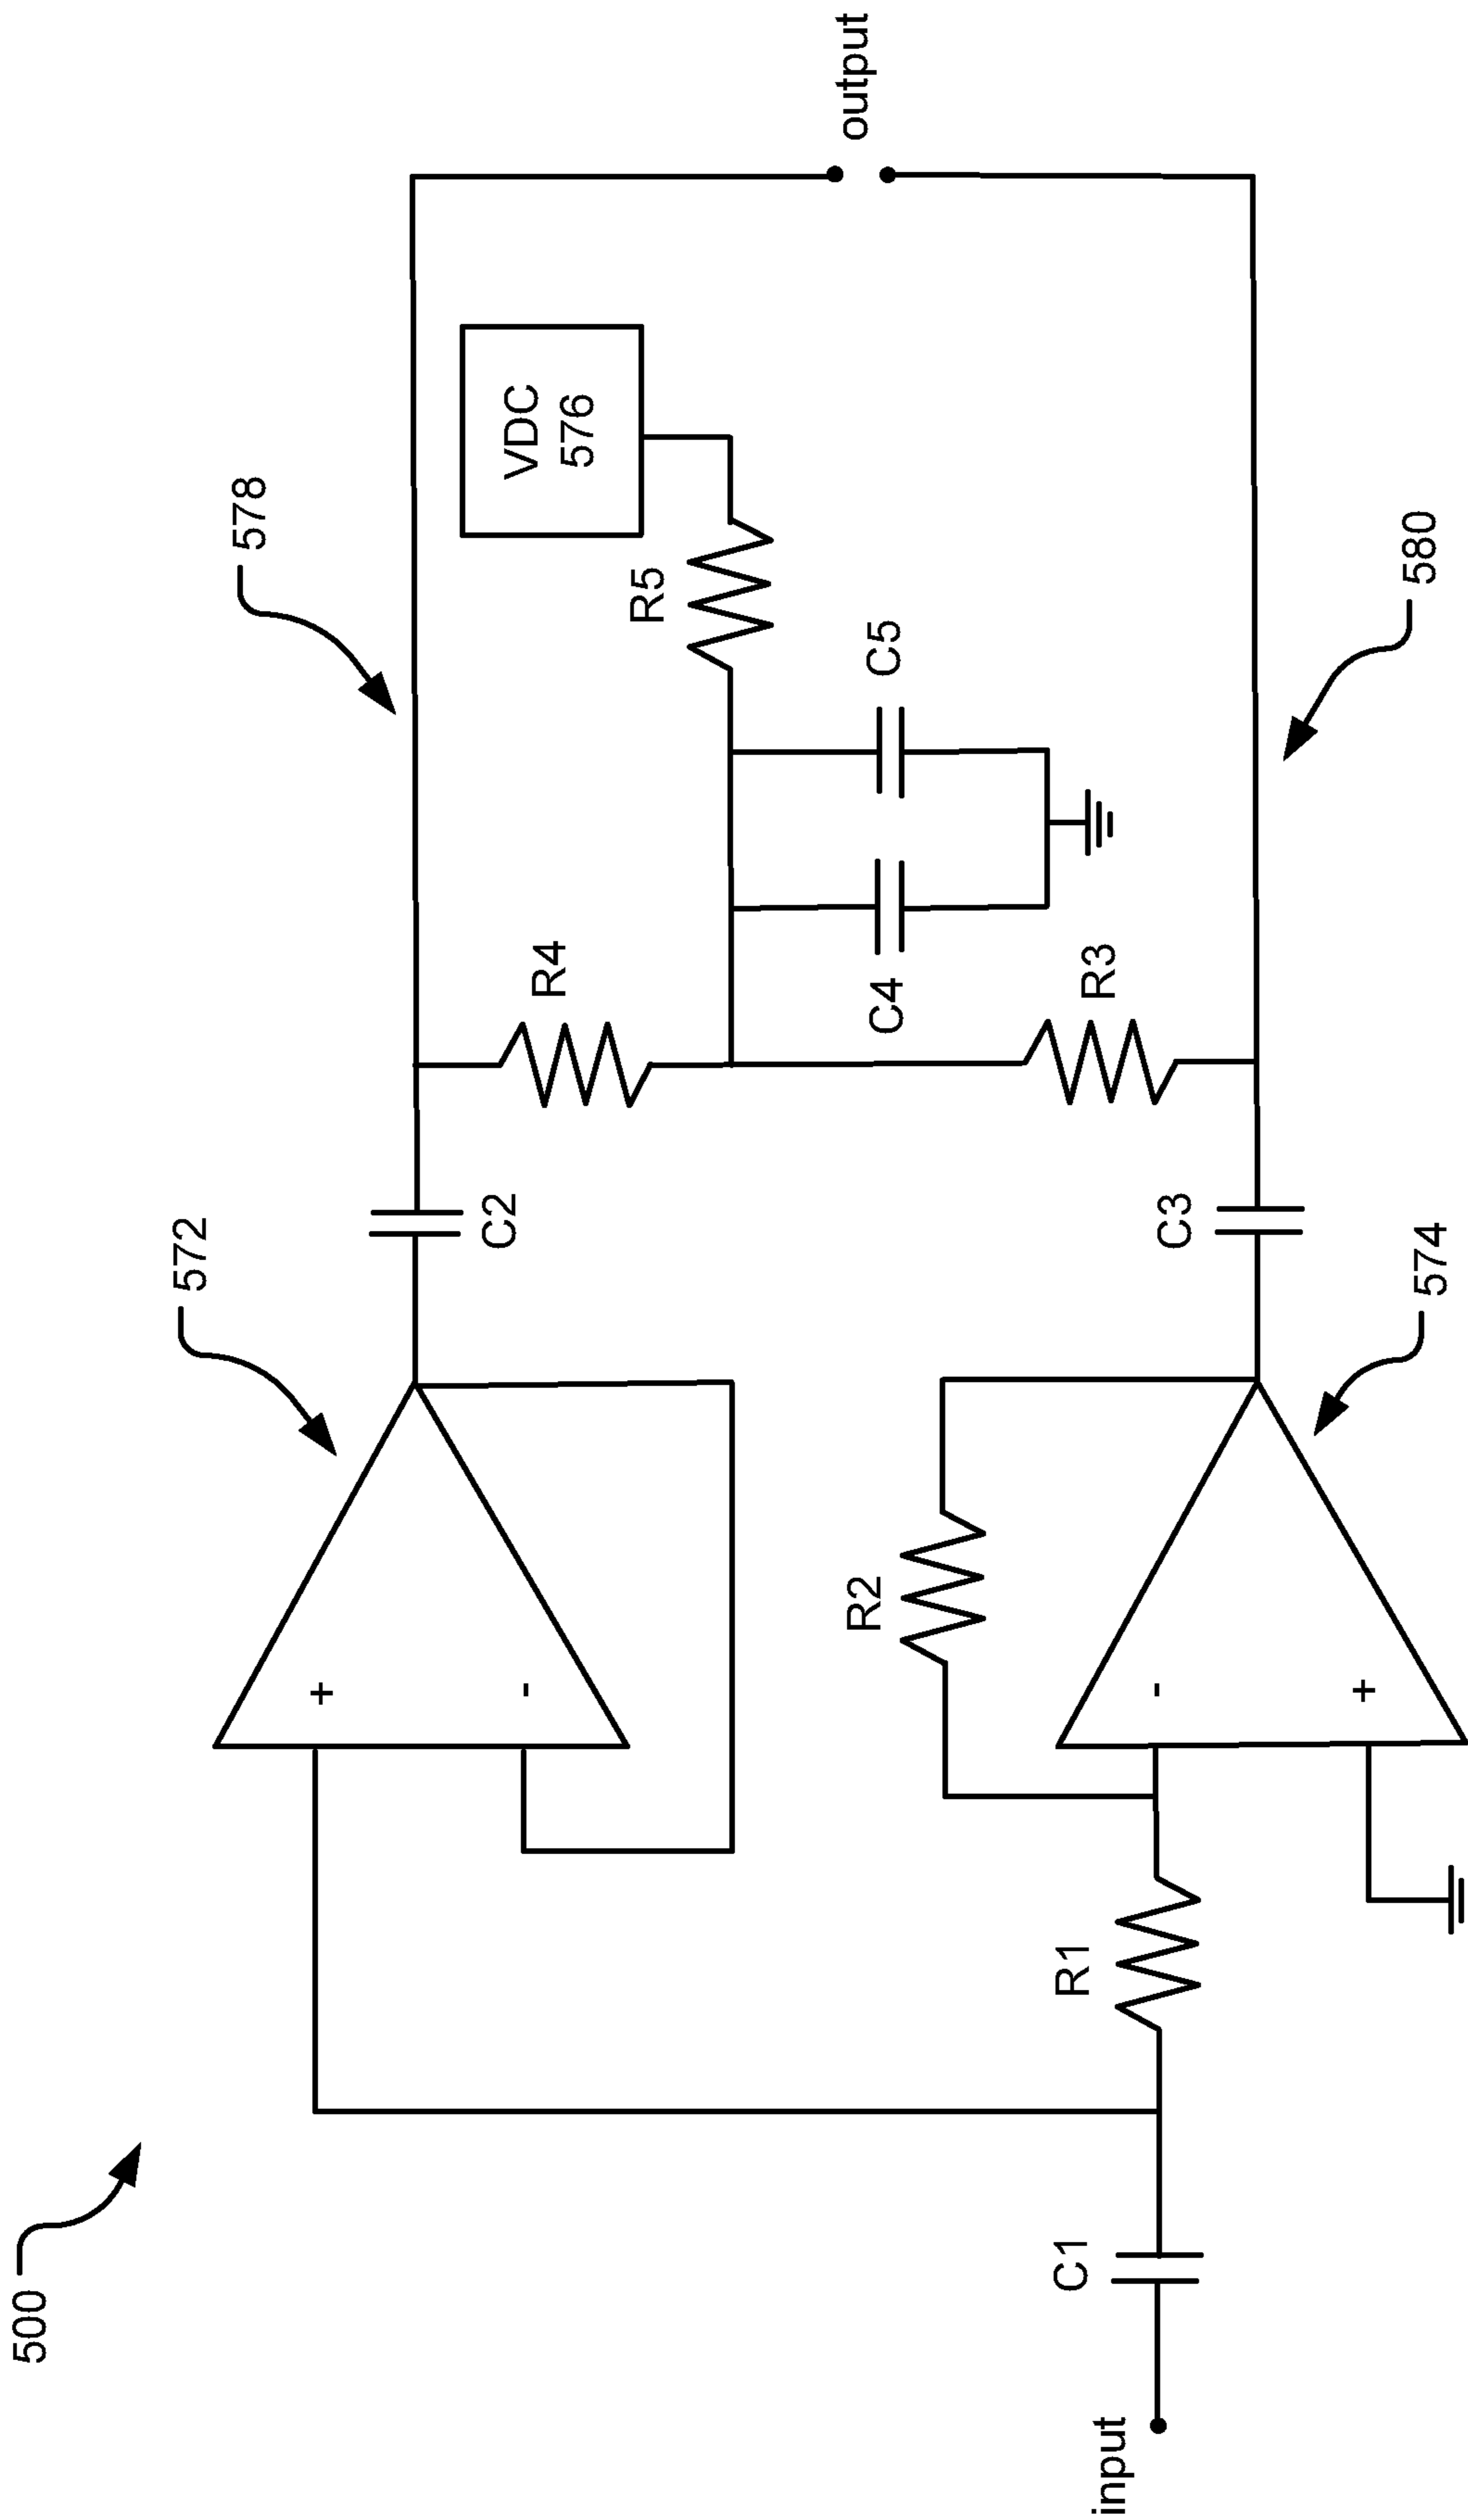 500
572
578
VDC
576
+
-
C2
R4
R5
output
R2
C4
C5
-
+
R1
C3
R3
C1
input
574
580